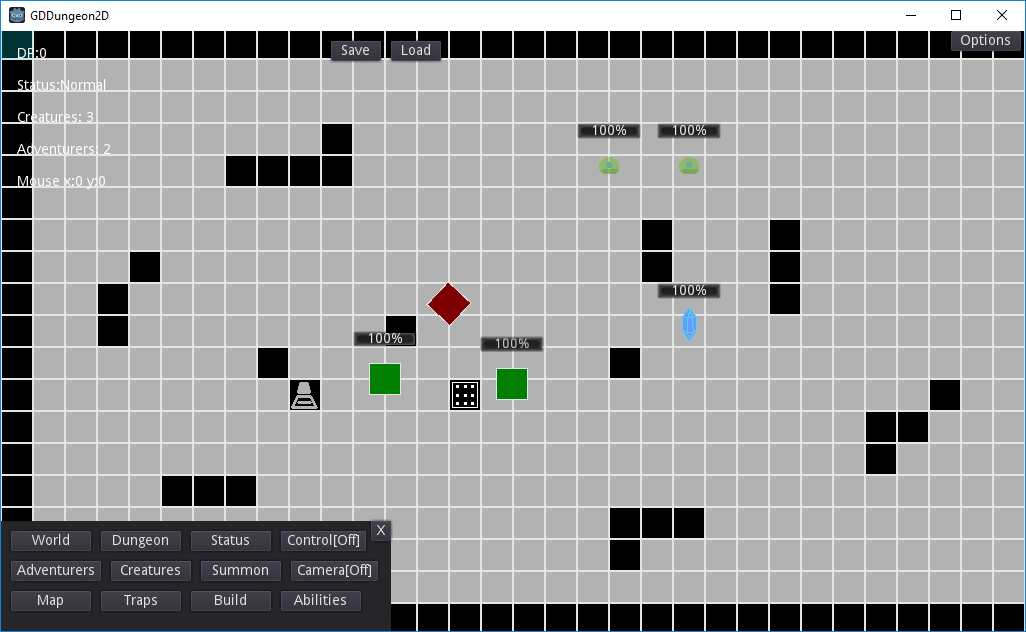 GDDungeon2D
DP:0
Save
Load
Options
Status:Normal
Creatures: 3
Adventurers: 2
Mouse x:0 y:0
100%
100%
100%
100%
100%
X
World
Dungeon
Status
Control[Off]
Adventurers
Creatures
Summon
Camera[Off]
Map
Traps
Build
Abilities